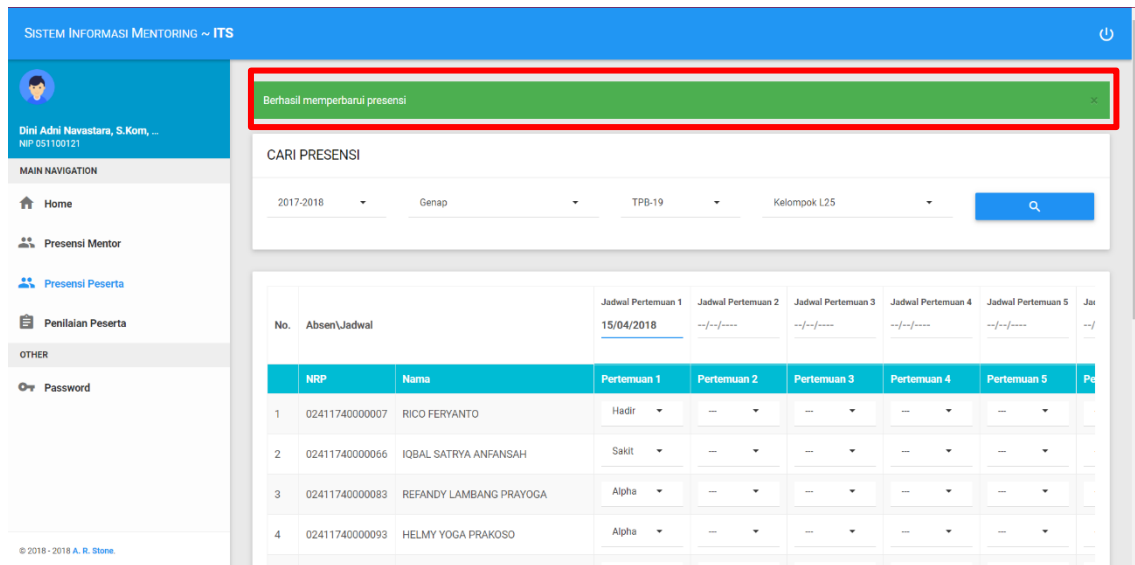 SISTEM INFORMASI MENTORING ~ ITS
Dini Adni Navastara, S.Kom, ...
NIP 051100121
MAIN NAVIGATION
Home
Presensi Mentor
Presensi Peserta
Penilaian Peserta
OTHER
Password
© 2018 - 2018 A. R. Stone.
Berhasil memperbarui presensi ×
CARI PRESENSI
2017-2018 Genap TPB-19 Kelompok L25
No. Absen\Jadwal
Jadwal Pertemuan 1 Jadwal Pertemuan 2 Jadwal Pertemuan 3 Jadwal Pertemuan 4 Jadwal Pertemuan 5
15/04/2018 --/--/---- --/--/---- --/--/---- --/--/----
NRP Nama Pertemuan 1 Pertemuan 2 Pertemuan 3 Pertemuan 4 Pertemuan 5
1 02411740000007 RICO FERYANTO Hadir --- --- --- ---
2 02411740000066 IQBAL SATRYA ANFANSAH Sakit --- --- --- ---
3 02411740000083 REFANDY LAMBANG PRAYOGA Alpha --- --- --- ---
4 02411740000093 HELMY YOGA PRAKOSO Alpha --- --- --- ---